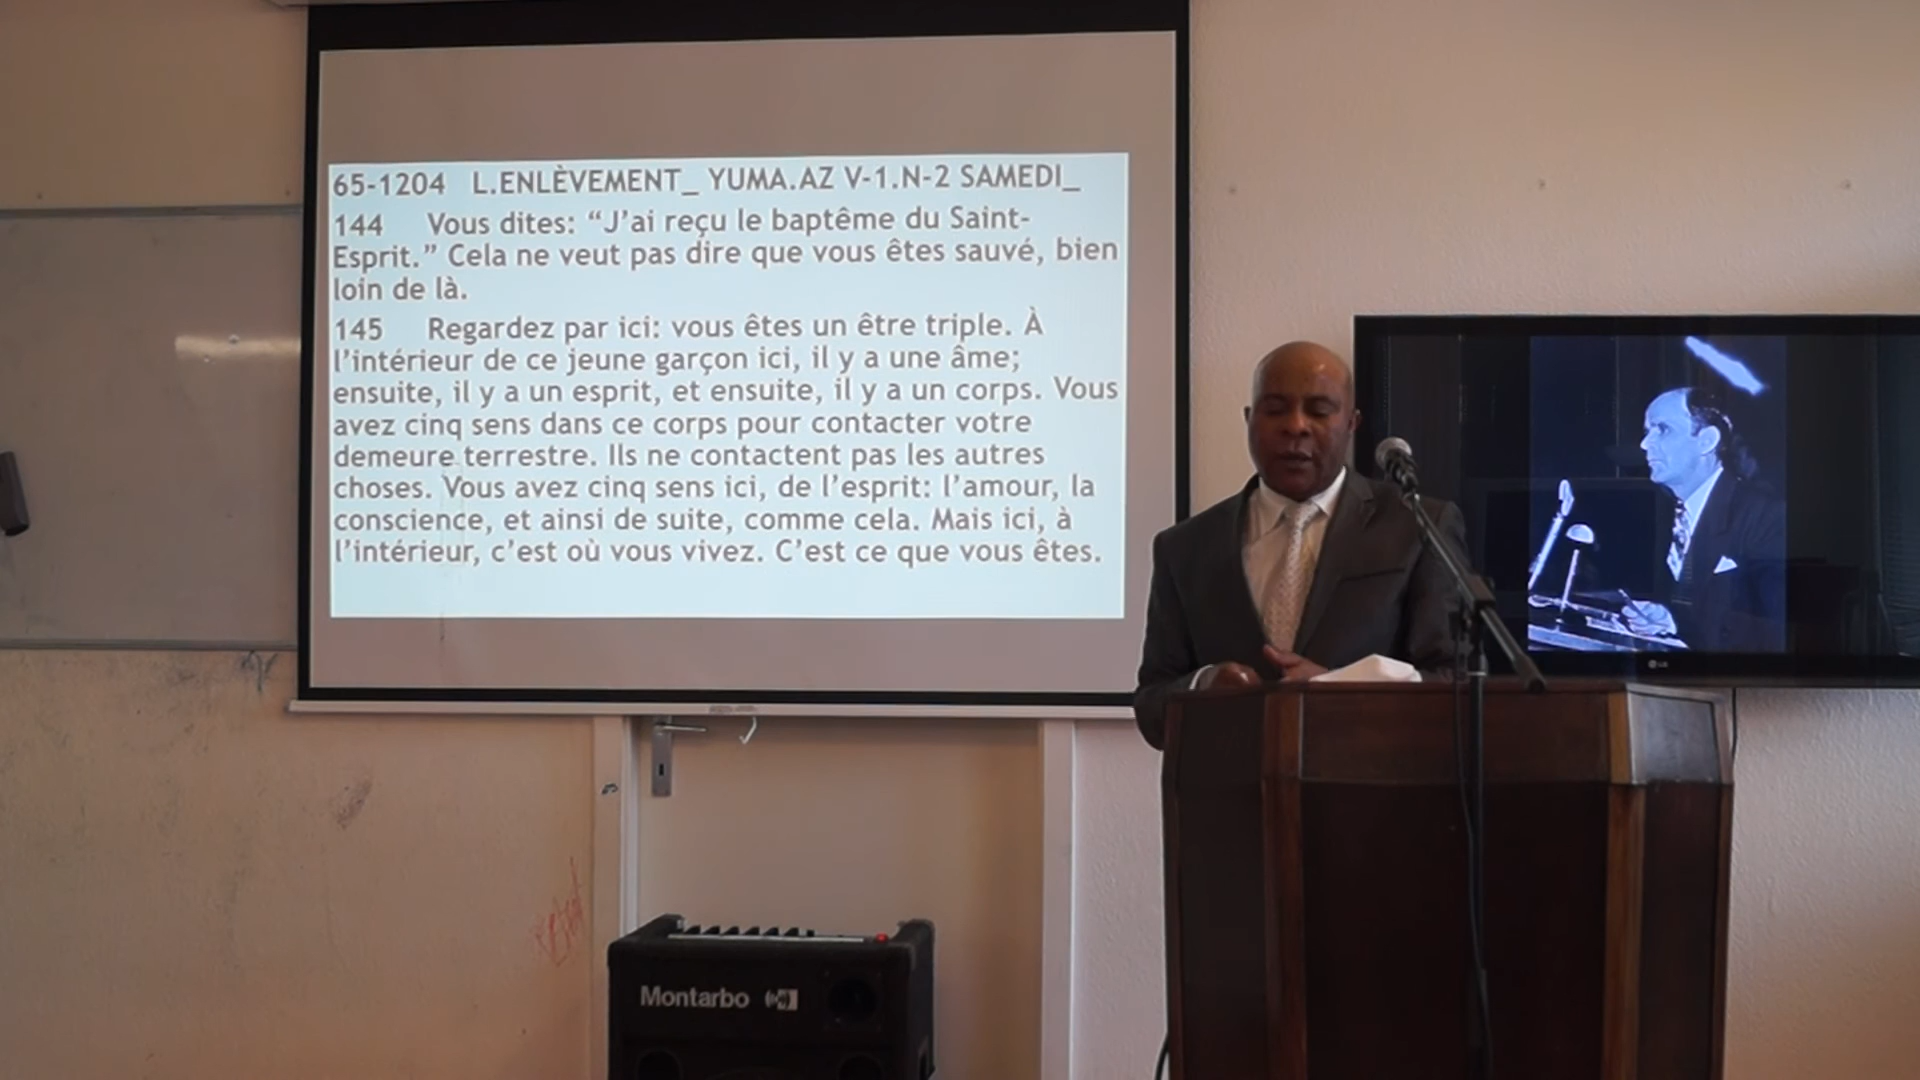 65-1204 L.ENLÈVEMENT_ YUMA.AZ V-1.N-2 SAMEDI_
144 Vous dites: “J’ai reçu le baptême du Saint-
Esprit.” Cela ne veut pas dire que vous êtes sauvé, bien
loin de là.
145 Regardez par ici: vous êtes un être triple. À
l’intérieur de ce jeune garçon ici, il y a une âme;
ensuite, il y a un esprit, et ensuite, il y a un corps. Vous
avez cinq sens dans ce corps pour contacter votre
demeure terrestre. Ils ne contactent pas les autres
choses. Vous avez cinq sens ici, de l’esprit: l’amour, la
conscience, et ainsi de suite, comme cela. Mais ici, à
l’intérieur, c’est où vous vivez. C’est ce que vous êtes.
LG
Montarbo